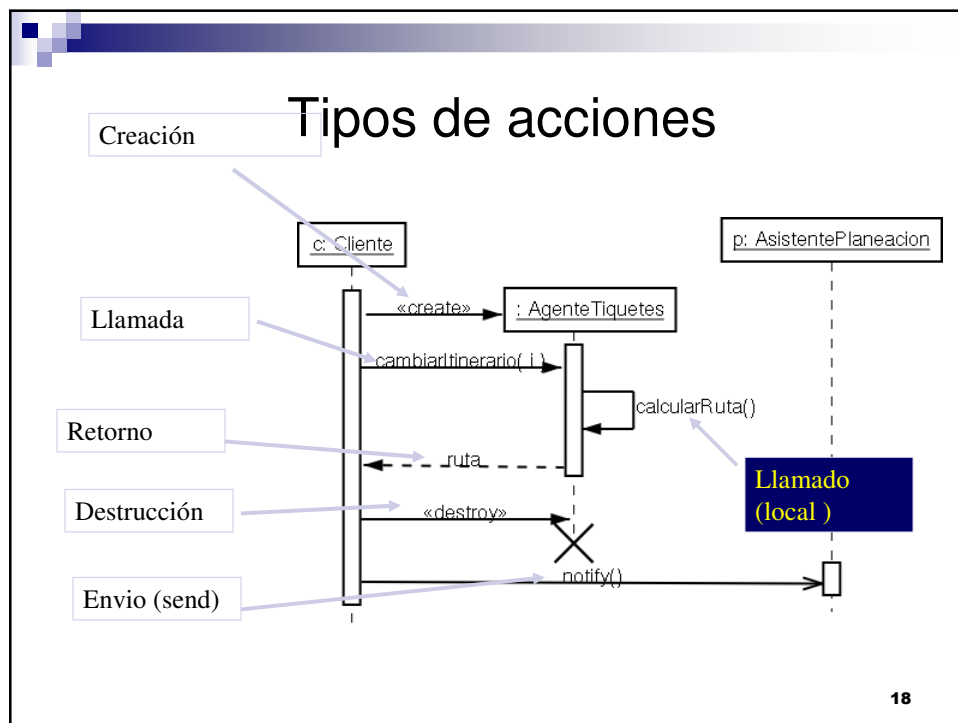 Tipos de acciones
Creación
c: Cliente
p: AsistentePlaneacion
«create»
: AgenteTiquetes
Llamada
cambiarItinerario( i )
calcularRuta()
Retorno
ruta
Llamado
(local )
Destrucción
«destroy»
notify()
Envio (send)
18